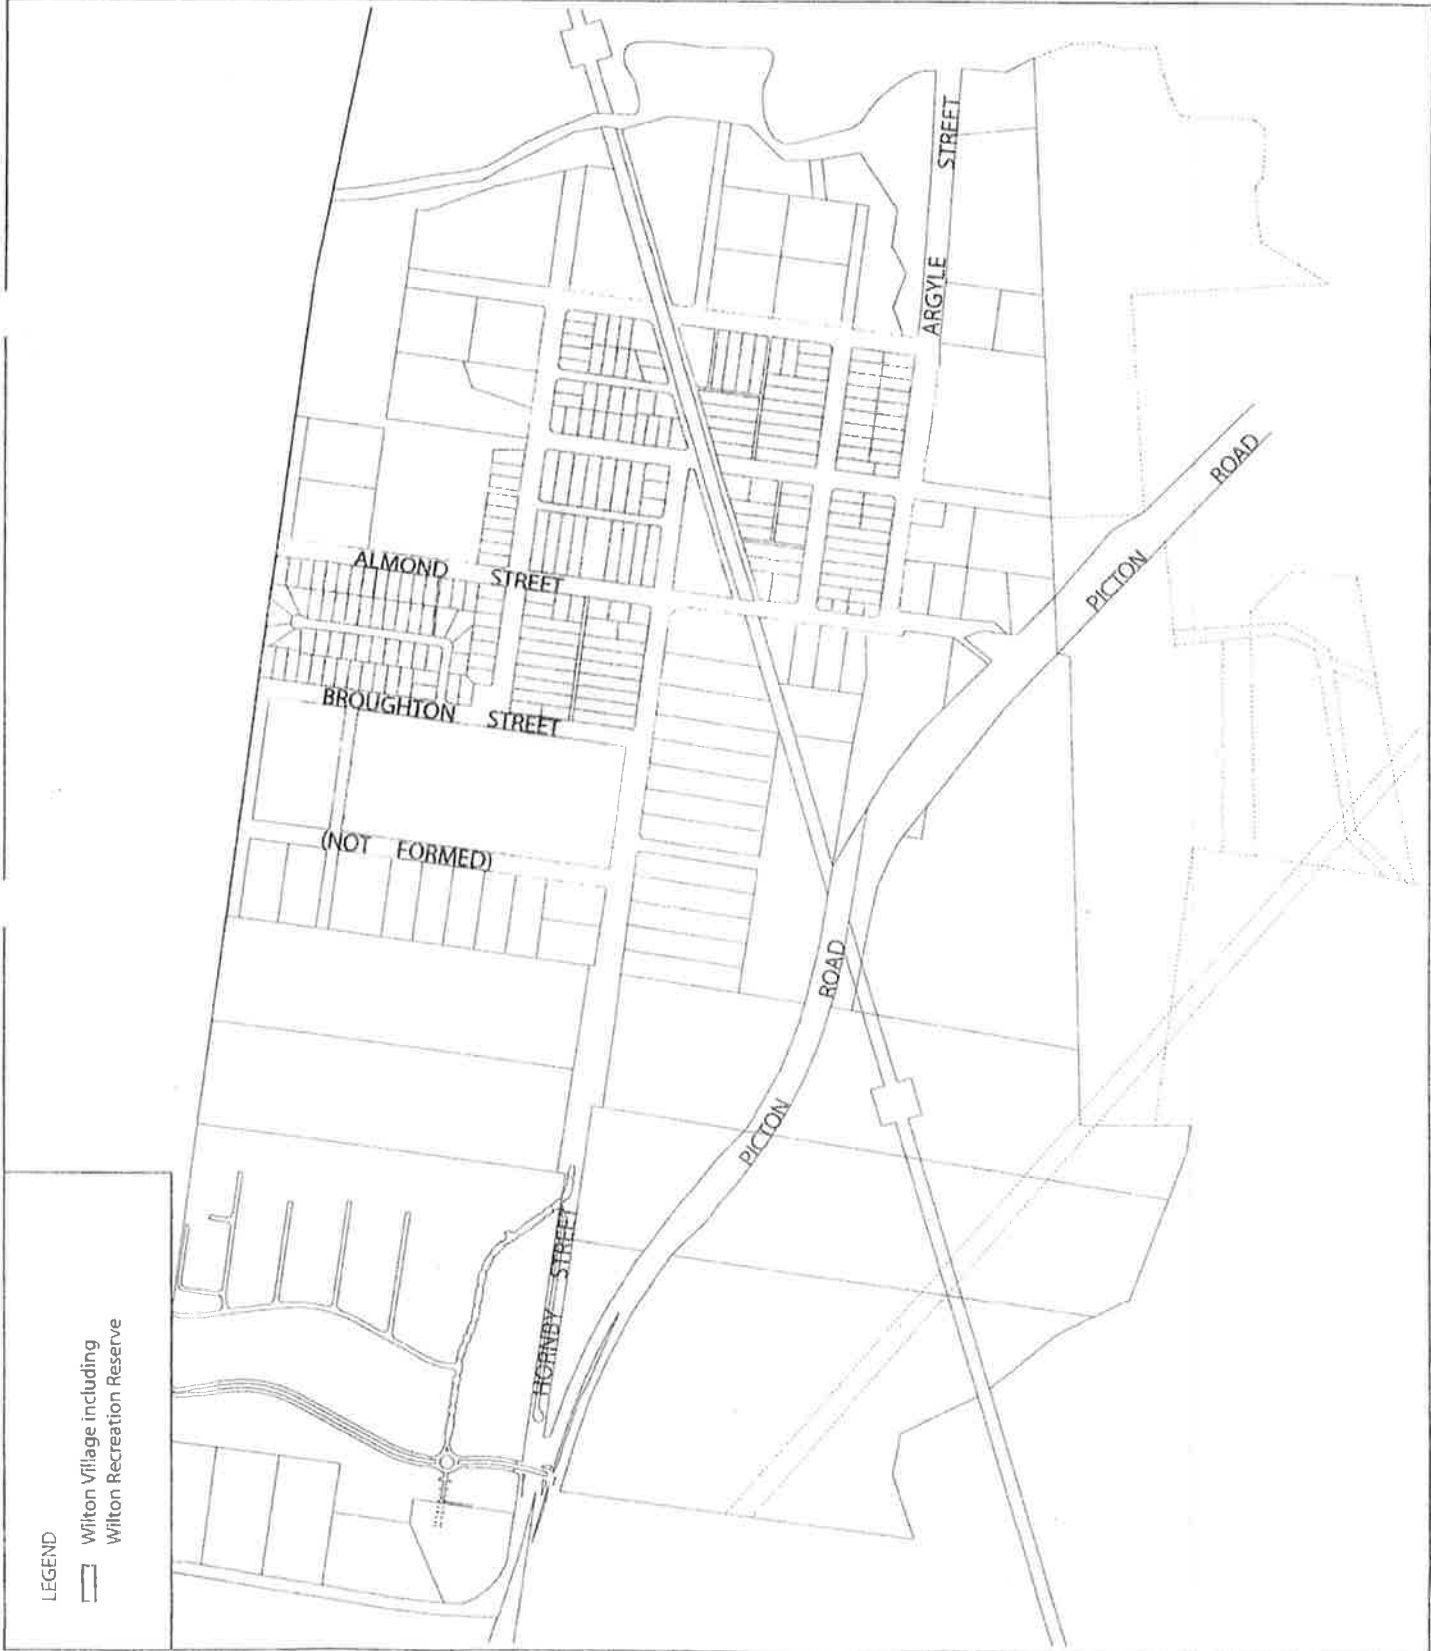 ALMOND STREET
BROUGHTON STREET
(NOT FORMED)
ARGYLE STREET
PICTON ROAD
PICTON ROAD
HORNBY STREET
LEGEND
Wilton Village including
Wilton Recreation Reserve